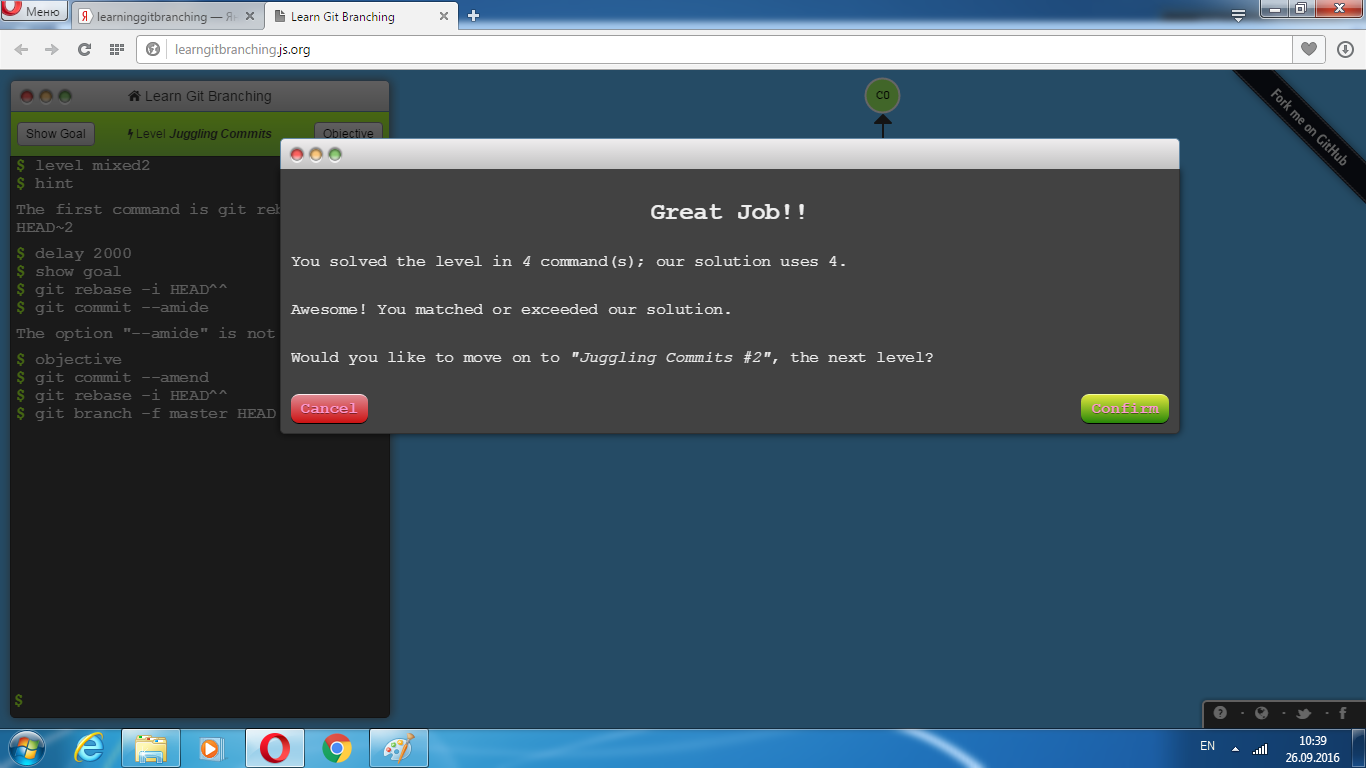 Меню
learninggitbranching — Ян
Learn Git Branching
learngitbranching.js.org
Learn Git Branching
Show Goal
Level Juggling Commits
Objective
$ level mixed2
$ hint
The first command is git reb
HEAD~2
$ delay 2000
$ show goal
$ git rebase -i HEAD^^
$ git commit --amide
The option "--amide" is not
$ objective
$ git commit --amend
$ git rebase -i HEAD^^
$ git branch -f master HEAD
$
C0
Fork me on GitHub
Great Job!!
You solved the level in 4 command(s); our solution uses 4.
Awesome! You matched or exceeded our solution.
Would you like to move on to "Juggling Commits #2", the next level?
Cancel
Confirm
EN
10:39
26.09.2016